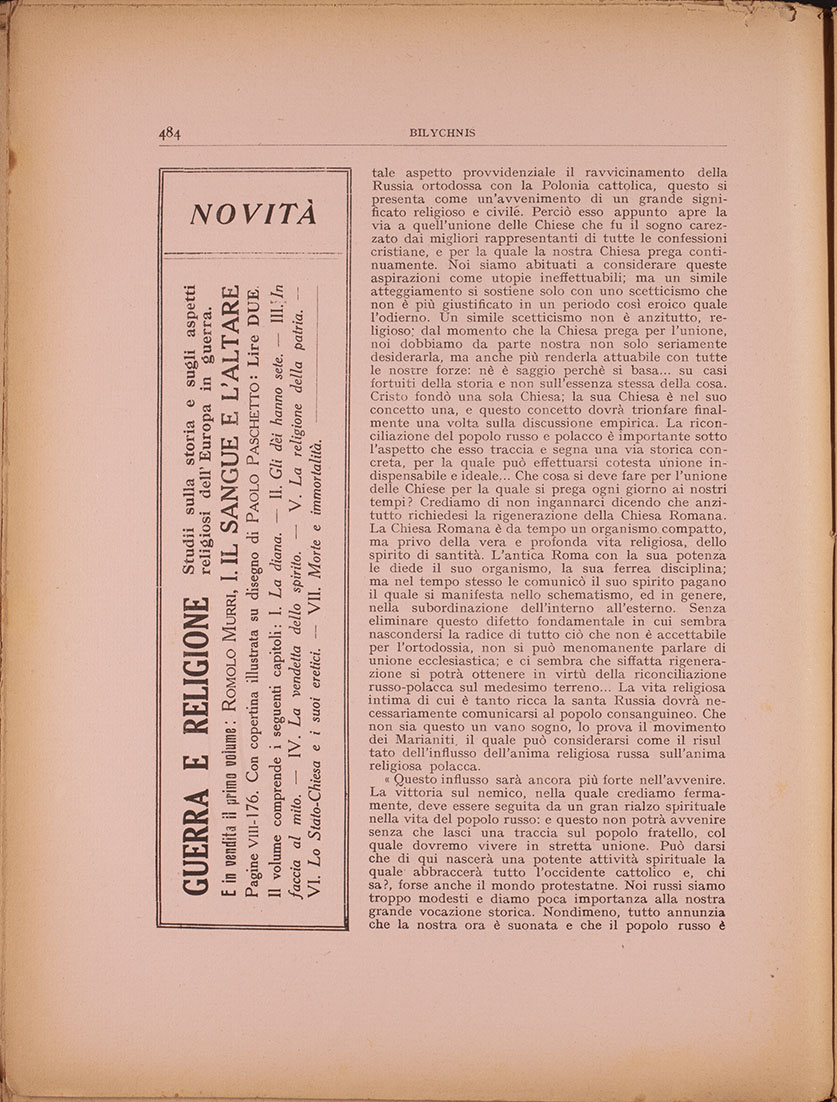 484
BILYCHNIS
NOVITÀ
GUERRA E RELIGIONE Studii sulla storia e sugli aspetti
religiosi dell'Europa in guerra.
E in vendita il primo volume: ROMOLO MURRI, I. IL SANGUE E L'ALTARE
Pagine VIII-176. Con copertina illustrata su disegno di PAOLO PASCHETTO: Lire DUE.
Il volume comprende i seguenti capitoli: I. La diana. — II. Gli dèi hanno sete. — III. In
faccia al mito. — IV. La vendetta dello spirito. — V. La religione della patria. —
VI. Lo Stato-Chiesa e i suoi eretici. — VII. Morte e immortalità.
tale aspetto provvidenziale il ravvicinamento della
Russia ortodossa con la Polonia cattolica, questo si
presenta come un'avvenimento di un grande signi-
ficato religioso e civile. Perciò esso appunto apre la
via a quell'unione delle Chiese che fu il sogno carez-
zato dai migliori rappresentanti di tutte le confessioni
cristiane, e per la quale la nostra Chiesa prega conti-
nuamente. Noi siamo abituati a considerare queste
aspirazioni come utopie ineffettuabili; ma un simile
atteggiamento si sostiene solo con uno scetticismo che
non è più giustificato in un periodo così eroico quale
l'odierno. Un simile scetticismo non è anzitutto, re-
ligioso; dal momento che la Chiesa prega per l'unione,
noi dobbiamo da parte nostra non solo seriamente
desiderarla, ma anche più renderla attuabile con tutte
le nostre forze: nè è saggio perchè si basa... su casi
fortuiti della storia e non sull'essenza stessa della cosa.
Cristo fondò una sola Chiesa; la sua Chiesa è nel suo
concetto una, e questo concetto dovrà trionfare final-
mente una volta sulla discussione empirica. La ricon-
ciliazione del popolo russo e polacco è importante sotto
l'aspetto che esso traccia e segna una via storica con-
creta, per la quale può effettuarsi cotesta unione in-
dispensabile e ideale... Che cosa si deve fare per l'unione
delle Chiese per la quale si prega ogni giorno ai nostri
tempi? Crediamo di non ingannarci dicendo che anzi-
tutto richiedesi la rigenerazione della Chiesa Romana.
La Chiesa Romana è da tempo un organismo compatto,
ma privo della vera e profonda vita religiosa, dello
spirito di santità. L'antica Roma con la sua potenza
le diede il suo organismo, la sua ferrea disciplina;
ma nel tempo stesso le comunicò il suo spirito pagano
il quale si manifesta nello schematismo, ed in genere,
nella subordinazione dell'interno all'esterno. Senza
eliminare questo difetto fondamentale in cui sembra
nascondersi la radice di tutto ciò che non è accettabile
per l'ortodossia, non si può menomanente parlare di
unione ecclesiastica; e ci sembra che siffatta rigenera-
zione si potrà ottenere in virtù della riconciliazione
russo-polacca sul medesimo terreno... La vita religiosa
intima di cui è tanto ricca la santa Russia dovrà ne-
cessariamente comunicarsi al popolo consanguineo. Che
non sia questo un vano sogno, lo prova il movimento
dei Marianiti, il quale può considerarsi come il risul
tato dell'influsso dell'anima religiosa russa sull'anima
religiosa polacca.
« Questo influsso sarà ancora più forte nell'avvenire.
La vittoria sul nemico, nella quale crediamo ferma-
mente, deve essere seguita da un gran rialzo spirituale
nella vita del popolo russo: e questo non potrà avvenire
senza che lasci una traccia sul popolo fratello, col
quale dovremo vivere in stretta unione. Può darsi
che di qui nascerà una potente attività spirituale la
quale abbraccerà tutto l'occidente cattolico e, chi
sa?, forse anche il mondo protestatne. Noi russi siamo
troppo modesti e diamo poca importanza alla nostra
grande vocazione storica. Nondimeno, tutto annunzia
che la nostra ora è suonata e che il popolo russo è